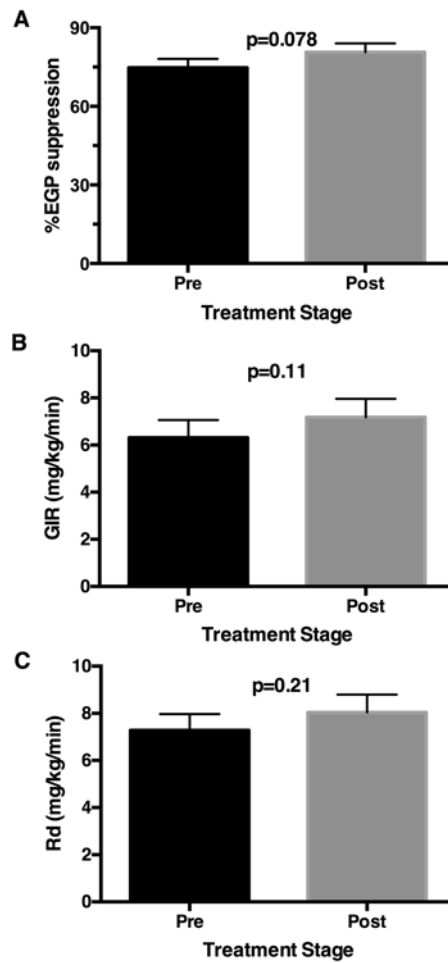 A
p=0.078
90
60
30
0
%EGP suppression
Pre Post
Treatment Stage
B
p=0.11
10
8
6
4
2
0
GIR (mg/kg/min)
Pre Post
Treatment Stage
C
p=0.21
10
8
6
4
2
0
Rd (mg/kg/min)
Pre Post
Treatment Stage